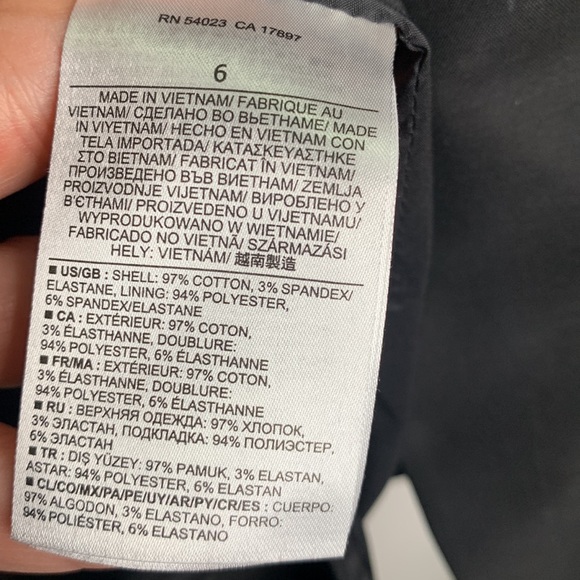 RN 54023 CA 17897
6
MADE IN VIETNAM/ FABRIQUE AU
VIETNAM/ СДЕЛАНО ВО ВЬЕТНАМЕ/ MADE
IN VIYETNAM/ HECHO EN VIETNAM CON
TELA IMPORTADA/ ΚΑΤΑΣΚΕΥΑΣΤΗΚΕ
ΣΤΟ ΒΙΕΤΝΑΜ/ FABRICAT ÎN VIETNAM/
ПРОИЗВЕДЕНО ВЪВ ВИЕТНАМ/ ZEMLJA
PROIZVODNJE VIJETNAM/ ВИРОБЛЕНО У
В'ЄТНАМІ/ PROIZVEDENO U VIJETNAMU/
WYPRODUKOWANO W WIETNAMIE/
FABRICADO NO VIETNÃ/ SZÁRMAZÁSI
HELY: VIETNÁM/ 越南製造
■ US/GB : SHELL: 97% COTTON, 3% SPANDEX/
ELASTANE, LINING: 94% POLYESTER,
6% SPANDEX/ELASTANE
■ CA : EXTÉRIEUR: 97% COTON,
3% ÉLASTHANNE, DOUBLURE:
94% POLYESTER, 6% ÉLASTHANNE
■ FR/MA : EXTÉRIEUR: 97% COTON,
3% ÉLASTHANNE, DOUBLURE:
94% POLYESTER, 6% ÉLASTHANNE
■ RU : ВЕРХНЯЯ ОДЕЖДА: 97% ХЛОПОК,
3% ЭЛАСТАН, ПОДКЛАДКА: 94% ПОЛИЭСТЕР,
6% ЭЛАСТАН
■ TR : DIŞ YÜZEY: 97% PAMUK, 3% ELASTAN,
ASTAR: 94% POLYESTER, 6% ELASTAN
■ CL/CO/MX/PA/PE/UY/AR/PY/CR/ES : CUERPO:
97% ALGODON, 3% ELASTANO, FORRO:
94% POLIÉSTER, 6% ELASTANO